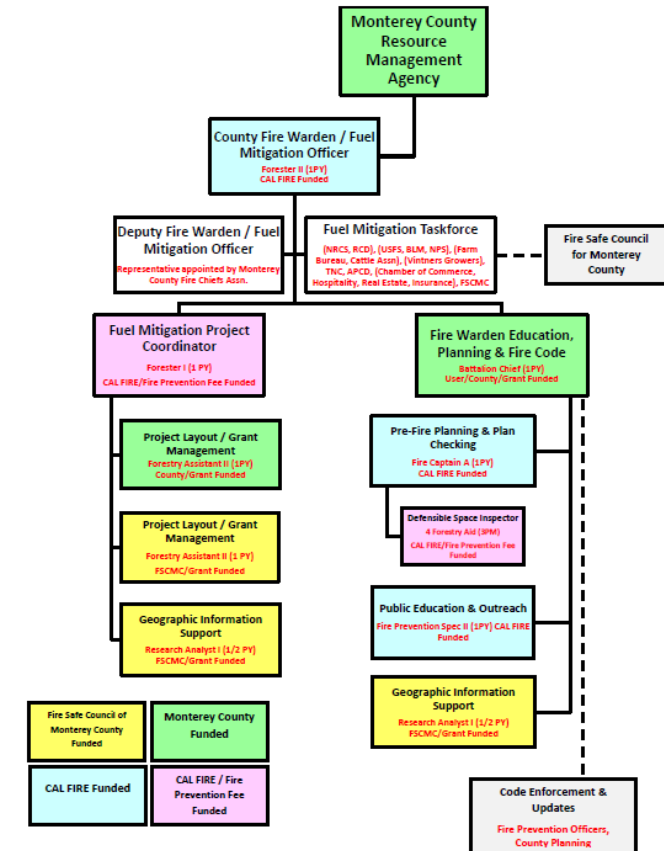 Monterey County
Resource
Management
Agency
County Fire Warden / Fuel
Mitigation Officer
Forester II (1PY)
CAL FIRE Funded
Deputy Fire Warden / Fuel
Mitigation Officer
Representative appointed by Monterey
County Fire Chiefs Assn.
Fuel Mitigation Taskforce
(NRCS, RCD), (USFS, BLM, NPS), (Farm
Bureau, Cattle Assn), (Vintners Growers),
TNC, APCD, (Chamber of Commerce,
Hospitality, Real Estate, Insurance), FSCMC
Fire Safe Council
for Monterey
County
Fuel Mitigation Project
Coordinator
Forester I (1 PY)
CAL FIRE/Fire Prevention Fee Funded
Fire Warden Education,
Planning & Fire Code
Battalion Chief (1PY)
User/County/Grant Funded
Project Layout / Grant
Management
Forestry Assistant II (1PY)
County/Grant Funded
Project Layout / Grant
Management
Forestry Assistant II (1 PY)
FSCMC/Grant Funded
Geographic Information
Support
Research Analyst I (1/2 PY)
FSCMC/Grant Funded
Pre-Fire Planning & Plan
Checking
Fire Captain A (1PY)
CAL FIRE Funded
Defensible Space Inspector
4 Forestry Aid (3PM)
CAL FIRE/Fire Prevention Fee
Funded
Public Education & Outreach
Fire Prevention Spec II (1PY) CAL FIRE
Funded
Geographic Information
Support
Research Analyst I (1/2 PY)
FSCMC/Grant Funded
Fire Safe Council of
Monterey County
Funded
Monterey County
Funded
CAL FIRE Funded
CAL FIRE / Fire
Prevention Fee
Funded
Code Enforcement &
Updates
Fire Prevention Officers,
County Planning